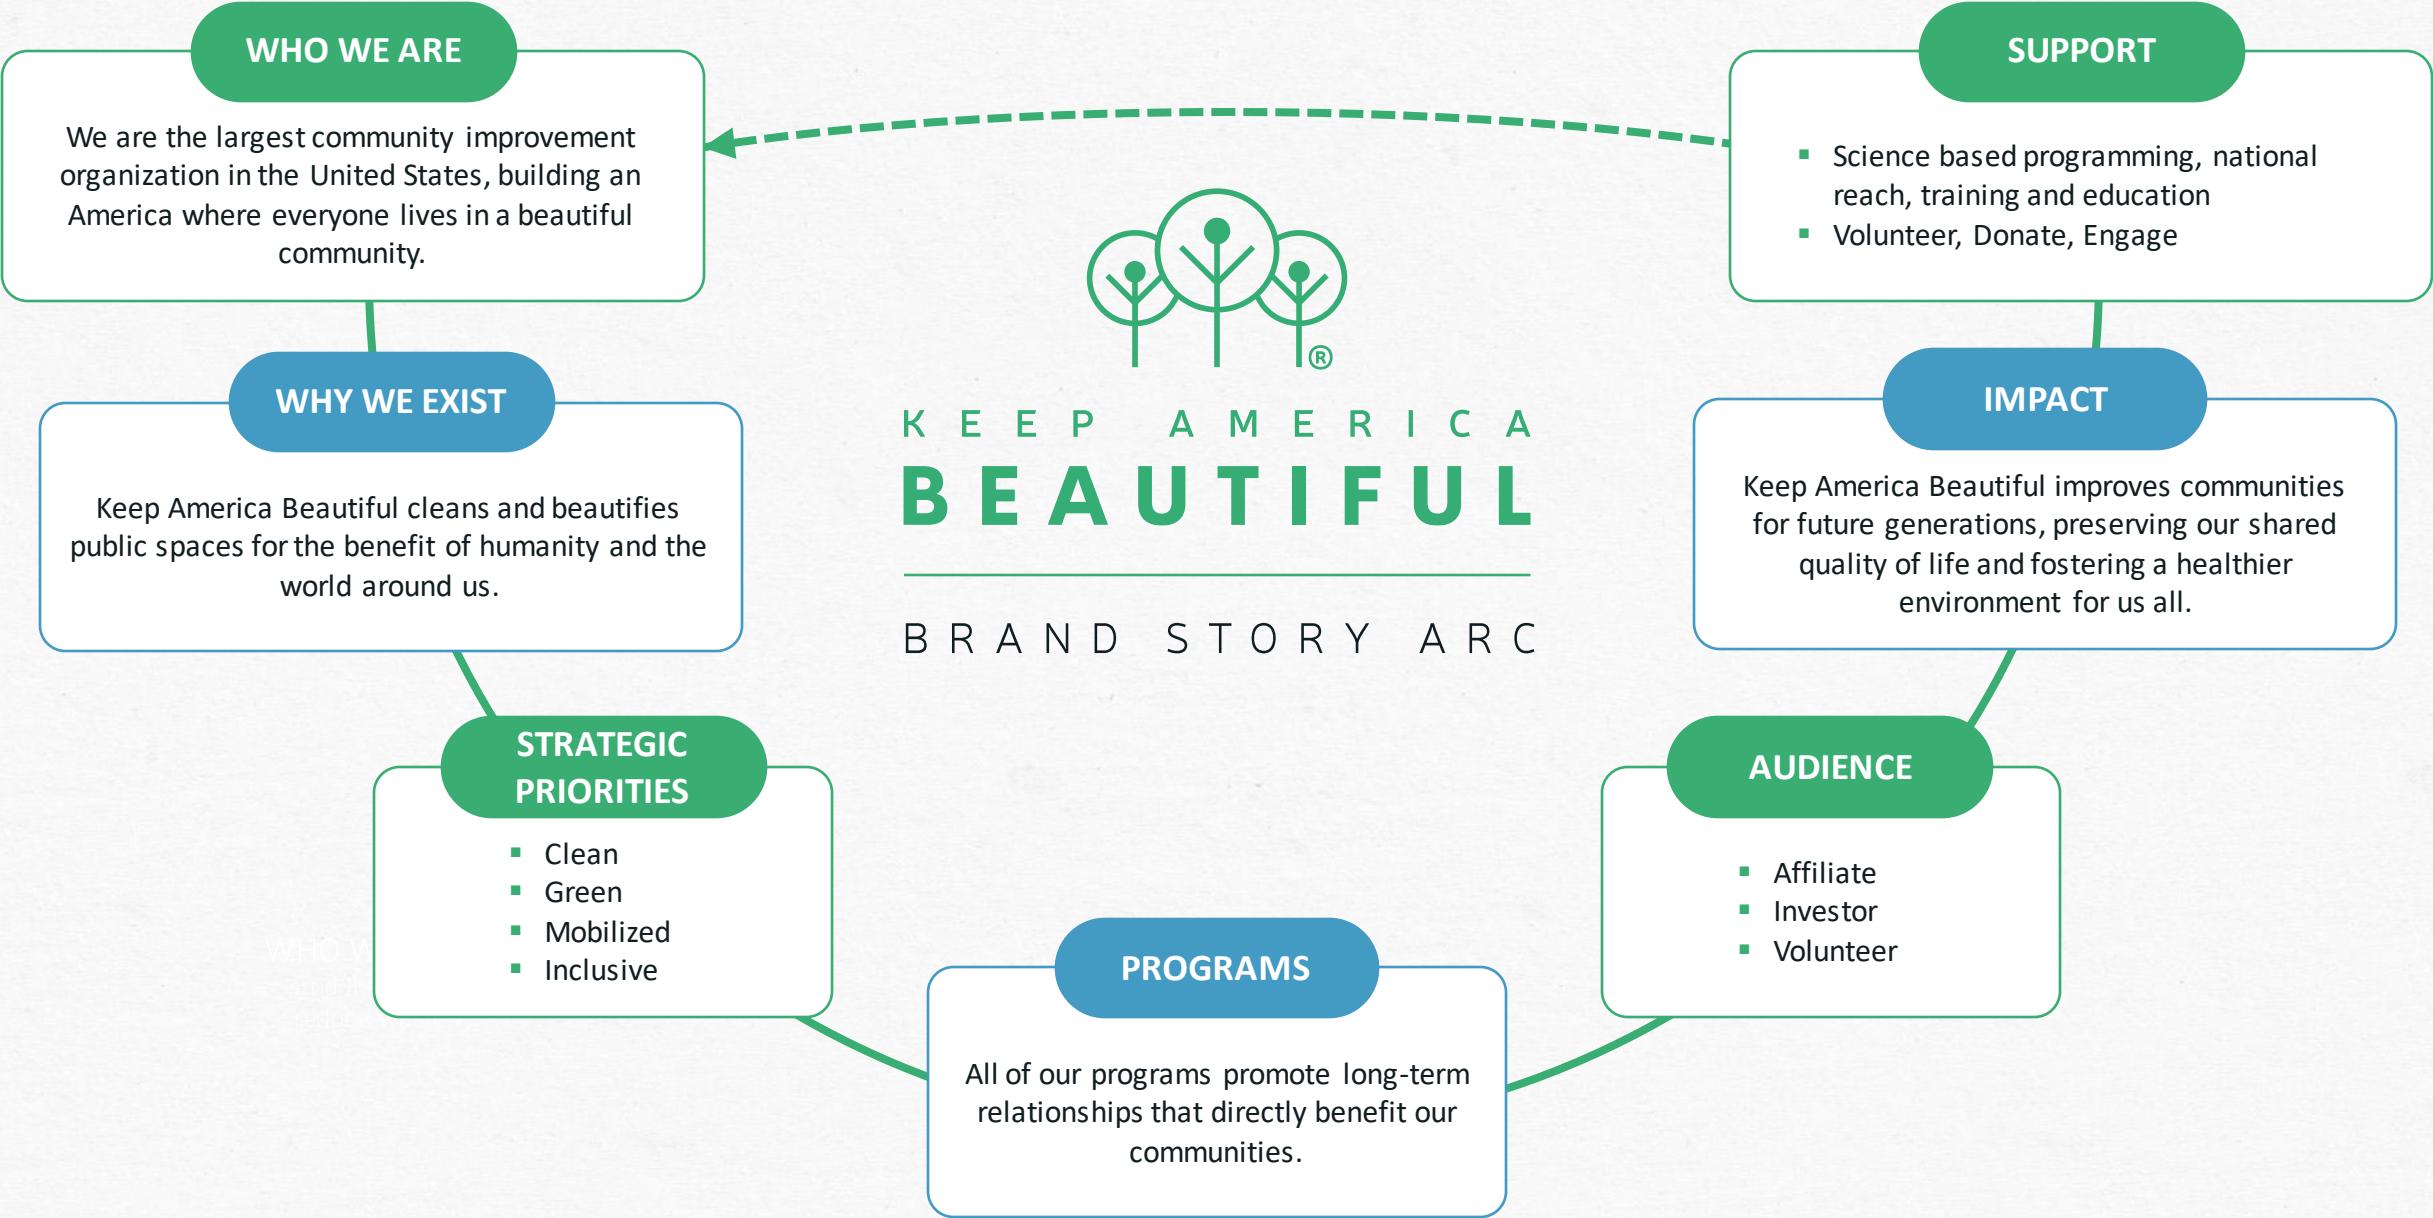 WHO WE ARE
We are the largest community improvement
organization in the United States, building an
America where everyone lives in a beautiful
community.
WHY WE EXIST
Keep America Beautiful cleans and beautifies
public spaces for the benefit of humanity and the
world around us.
STRATEGIC
PRIORITIES
▪ Clean
▪ Green
▪ Mobilized
▪ Inclusive
PROGRAMS
All of our programs promote long-term
relationships that directly benefit our
communities.
AUDIENCE
▪ Affiliate
▪ Investor
▪ Volunteer
IMPACT
Keep America Beautiful improves communities
for future generations, preserving our shared
quality of life and fostering a healthier
environment for us all.
SUPPORT
▪ Science based programming, national
reach, training and education
▪ Volunteer, Donate, Engage
®
KEEP AMERICA
BEAUTIFUL
BRAND STORY ARC
WHO W